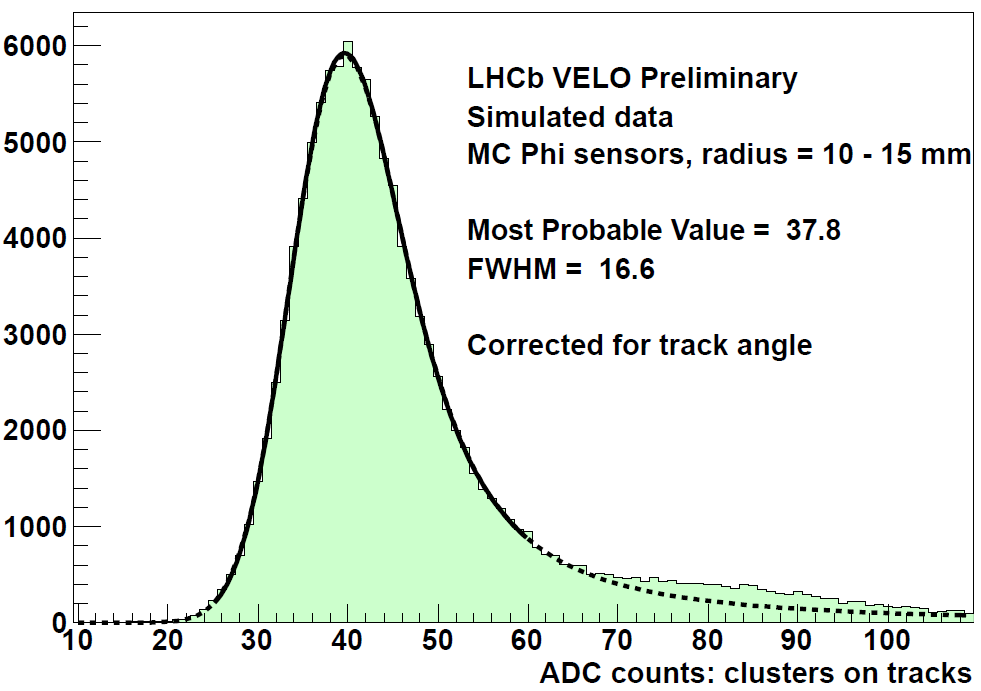 6000
5000
4000
3000
2000
1000
0
LHCb VELO Preliminary
Simulated data
MC Phi sensors, radius = 10 - 15 mm
Most Probable Value = 37.8
FWHM = 16.6
Corrected for track angle
10 20 30 40 50 60 70 80 90 100
ADC counts: clusters on tracks